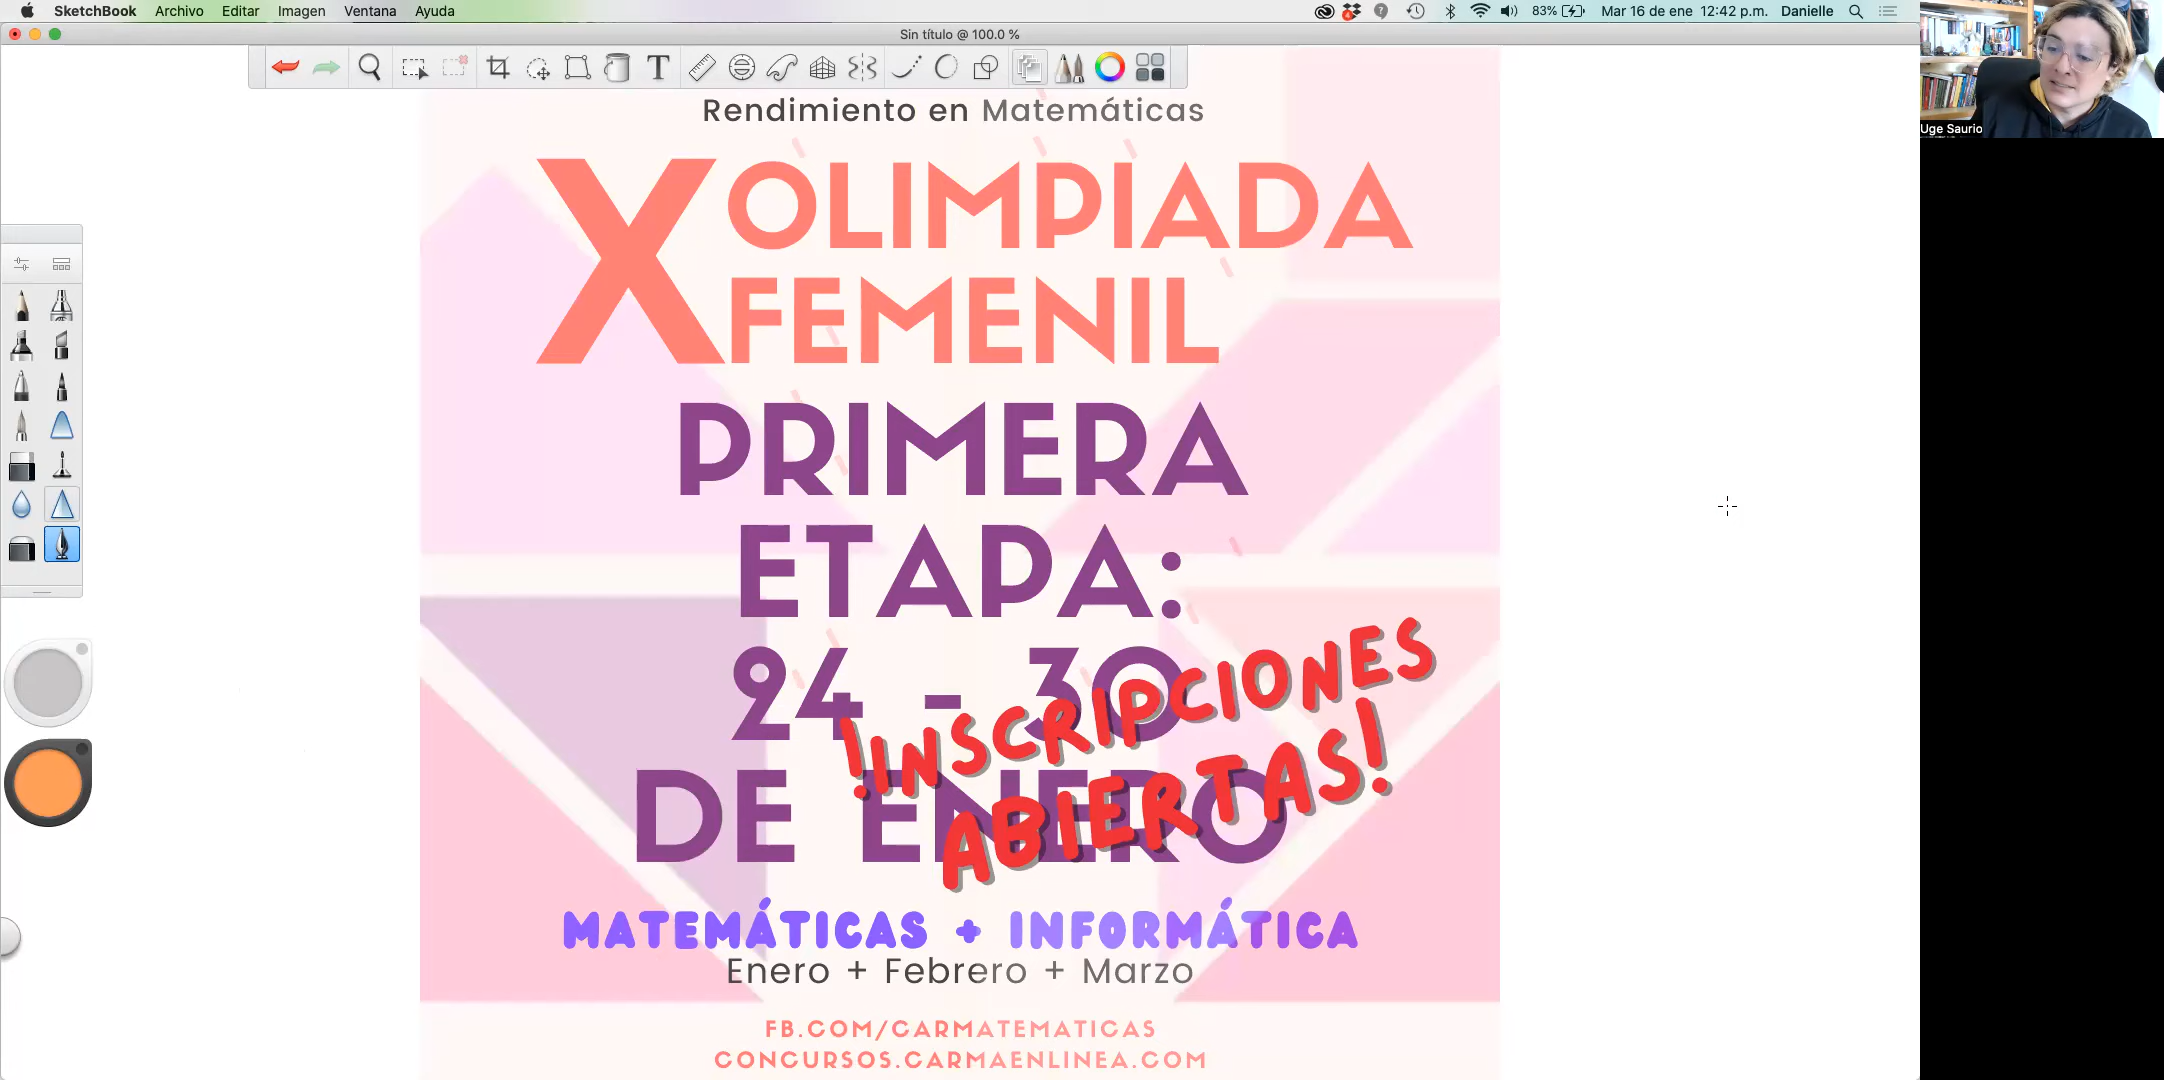 SketchBook Archivo Editar Imagen Ventana Ayuda 83% Mar 16 de ene 12:42 p.m. Danielle
Sin título @ 100.0 %
Uge Saurio
Rendimiento en Matemáticas
X OLIMPIADA
FEMENIL
PRIMERA
ETAPA:
24 - 30
DE ENERO
¡INSCRIPCIONES
ABIERTAS!
MATEMÁTICAS + INFORMÁTICA
Enero + Febrero + Marzo
FB.COM/CARMATEMATICAS
CONCURSOS.CARMAENLINEA.COM